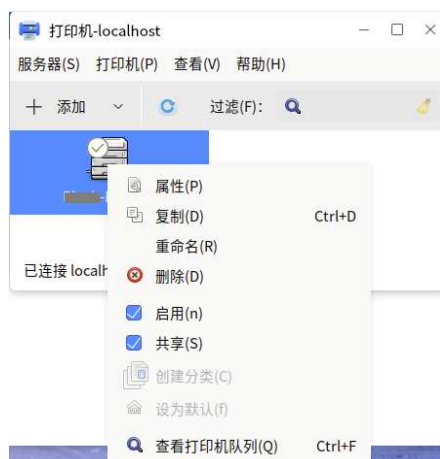 打印机-localhost
服务器(S) 打印机(P) 查看(V) 帮助(H)
添加 过滤(F):
属性(P)
复制(D) Ctrl+D
重命名(R)
已连接 localh
删除(D)
启用(n)
共享(S)
创建分类(C)
设为默认(f)
查看打印机队列(Q) Ctrl+F